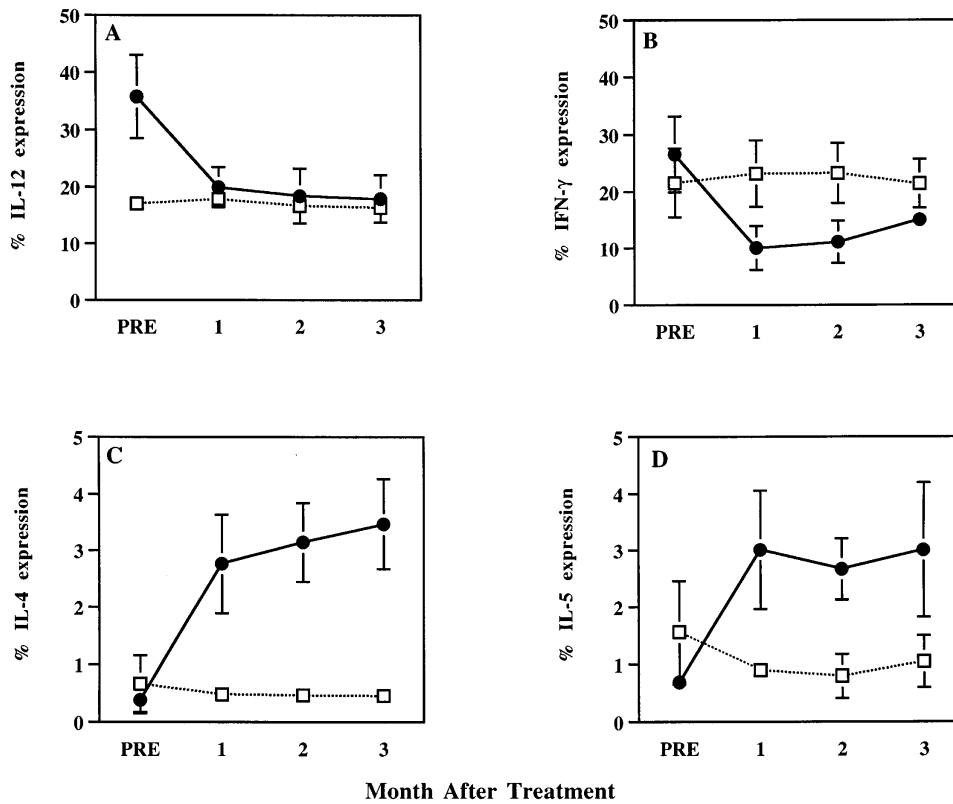 A
% IL-12 expression
50
40
30
20
10
0
PRE 1 2 3
B
% IFN-γ expression
50
40
30
20
10
0
PRE 1 2 3
C
% IL-4 expression
5
4
3
2
1
0
PRE 1 2 3
D
% IL-5 expression
5
4
3
2
1
0
PRE 1 2 3
Month After Treatment